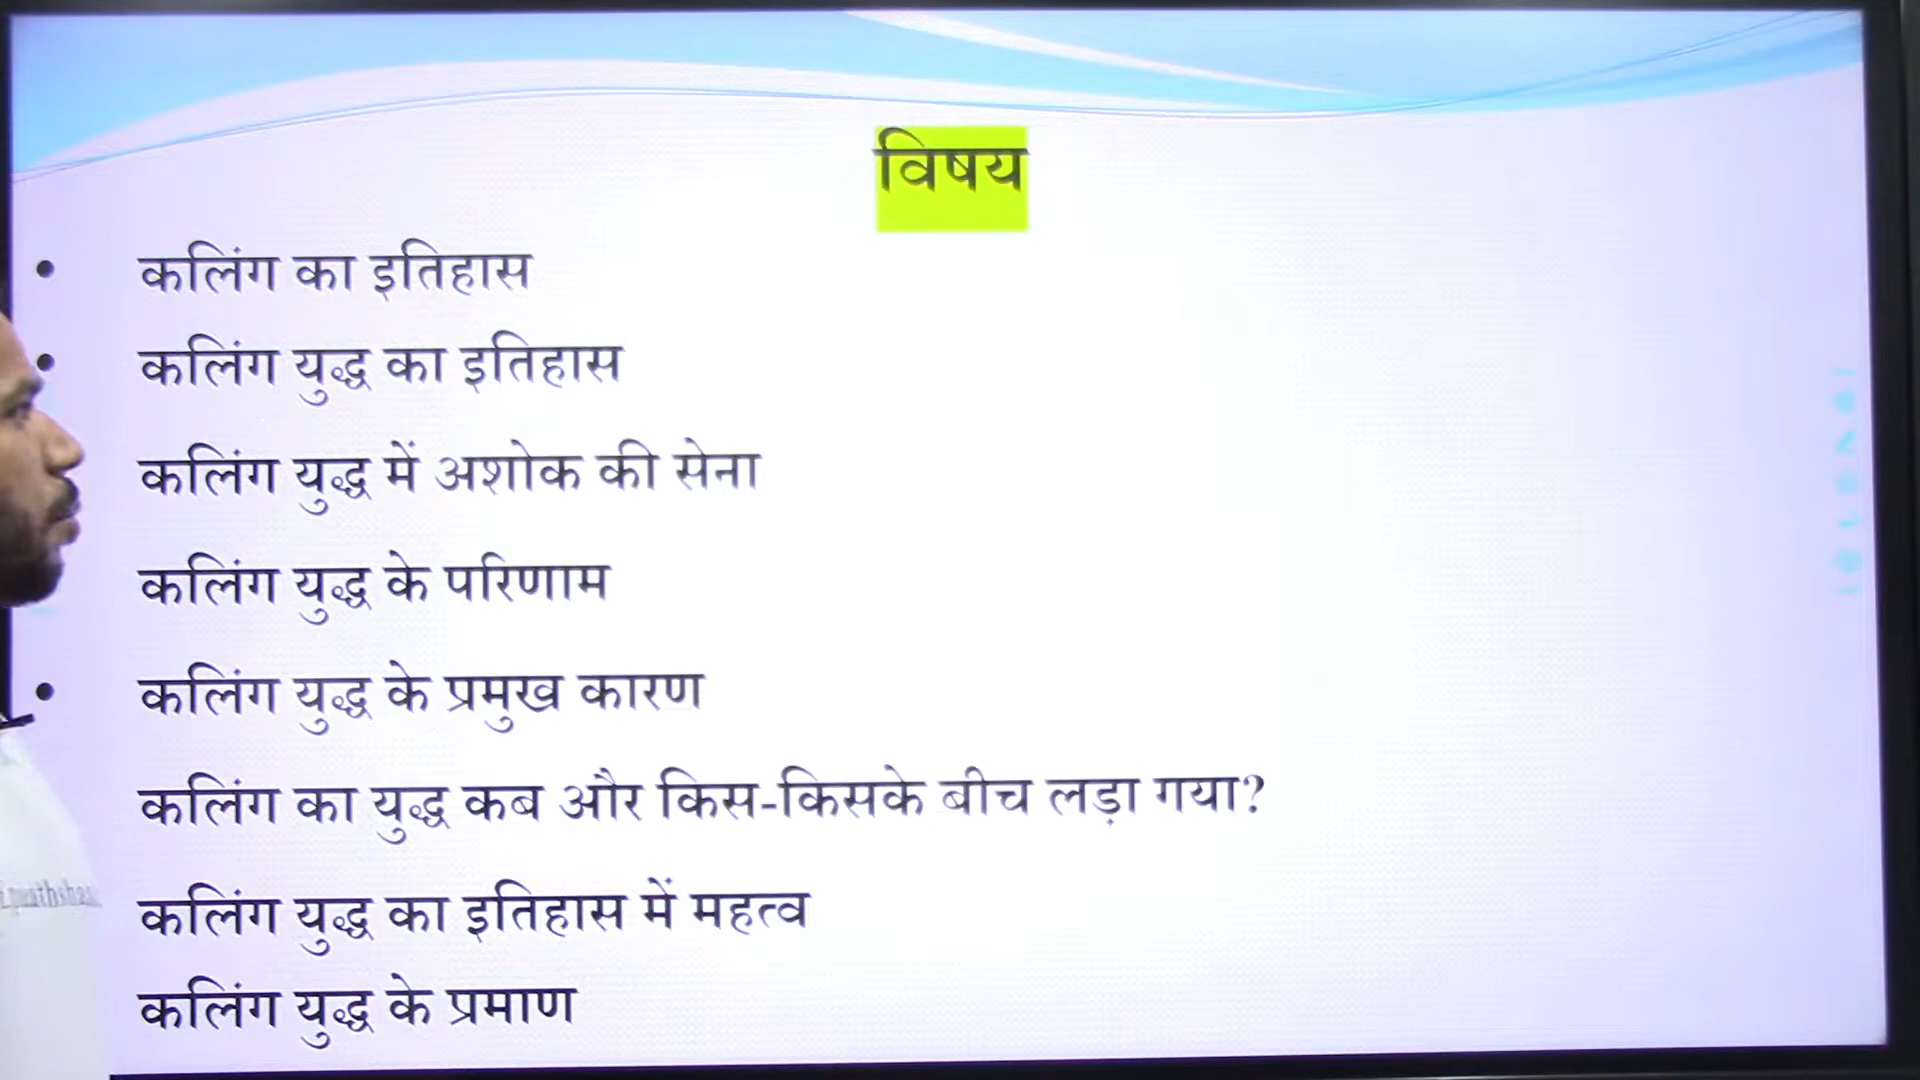 विषय
• कलिंग का इतिहास
• कलिंग युद्ध का इतिहास
कलिंग युद्ध में अशोक की सेना
कलिंग युद्ध के परिणाम
• कलिंग युद्ध के प्रमुख कारण
कलिंग का युद्ध कब और किस-किसके बीच लड़ा गया?
कलिंग युद्ध का इतिहास में महत्व
कलिंग युद्ध के प्रमाण